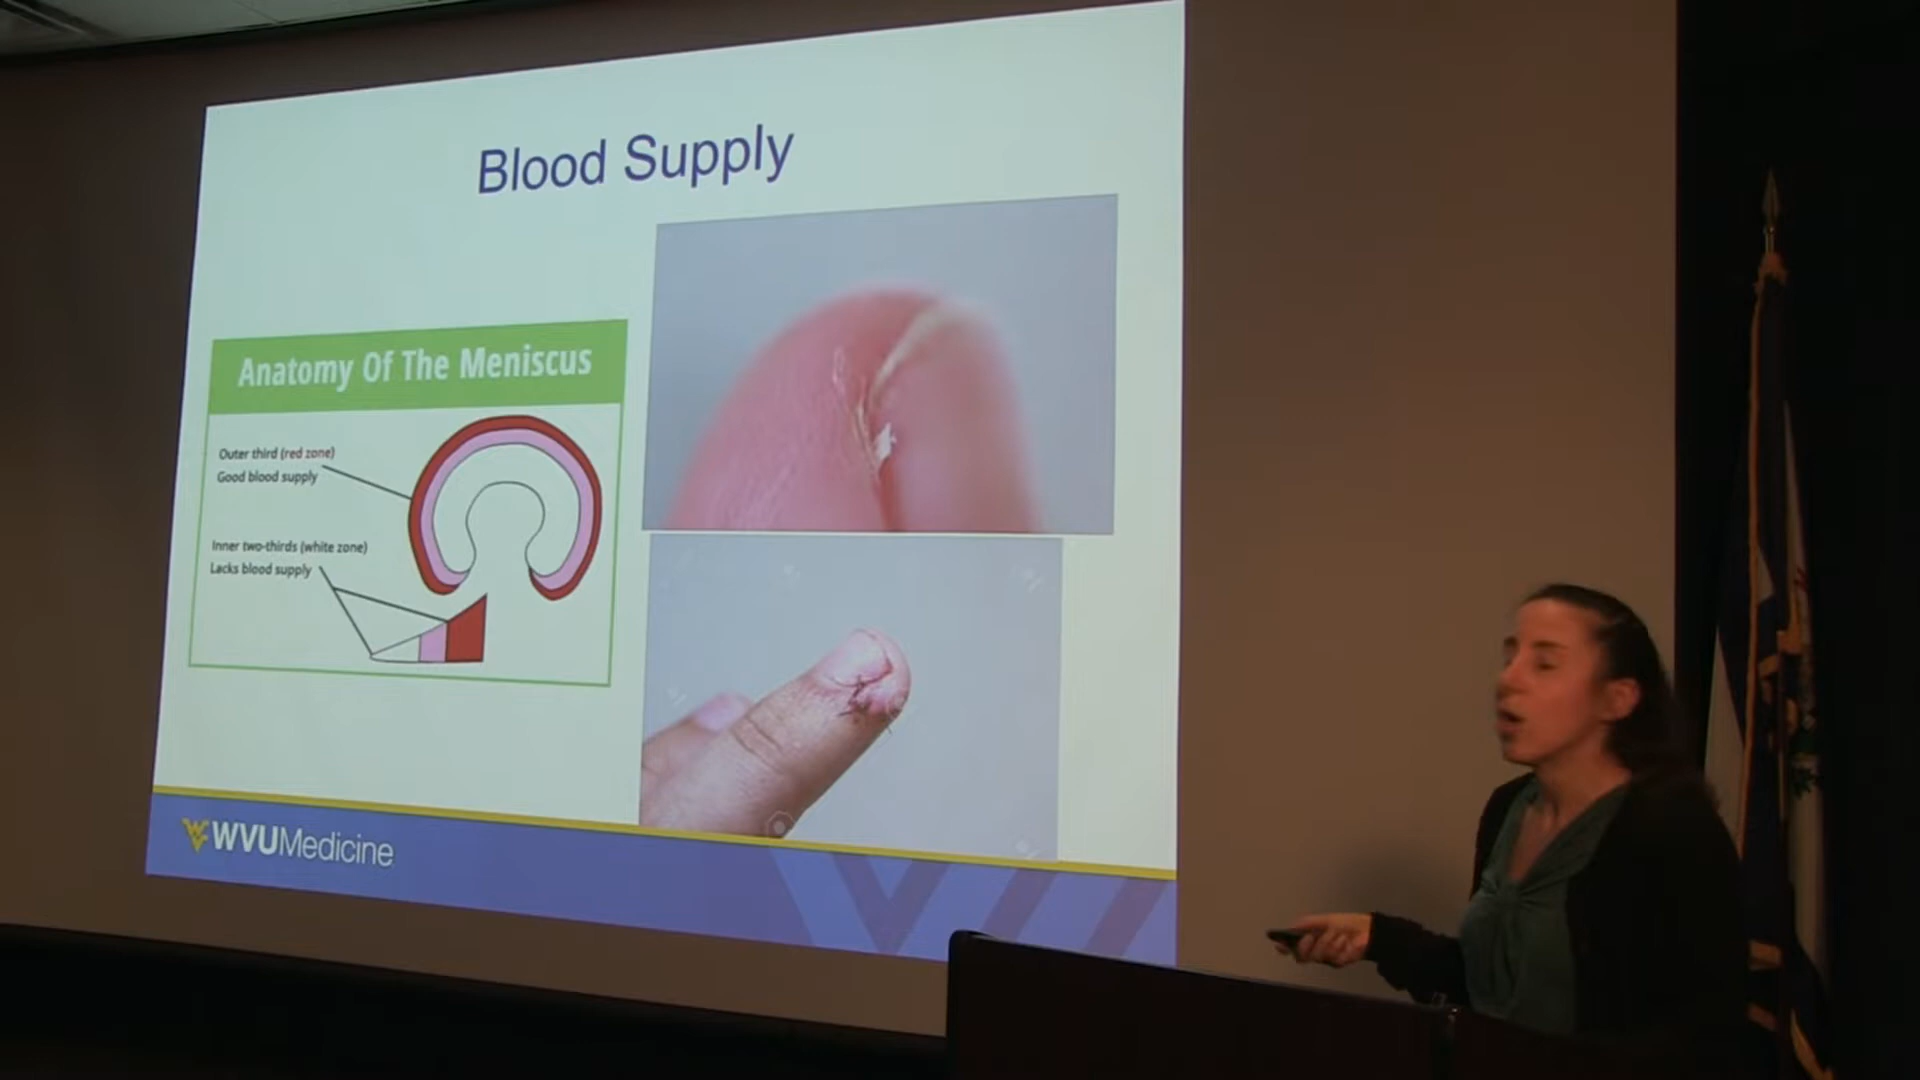 Blood Supply
Anatomy Of The Meniscus
Outer third (red zone)
Good blood supply
Inner two-thirds (white zone)
Lacks blood supply
WVUMedicine